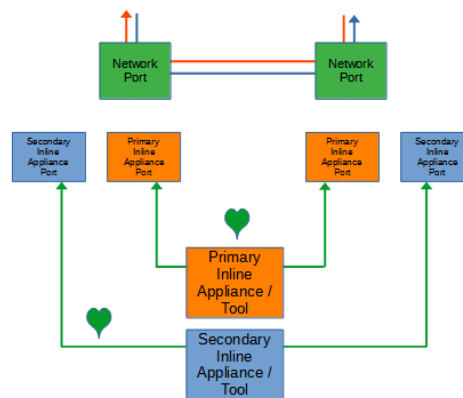 Network
Port
Network
Port
Secondary
Inline
Appliance
Port
Primary
Inline
Appliance
Port
Primary
Inline
Appliance
Port
Secondary
Inline
Appliance
Port
Primary
Inline
Appliance /
Tool
Secondary
Inline
Appliance /
Tool